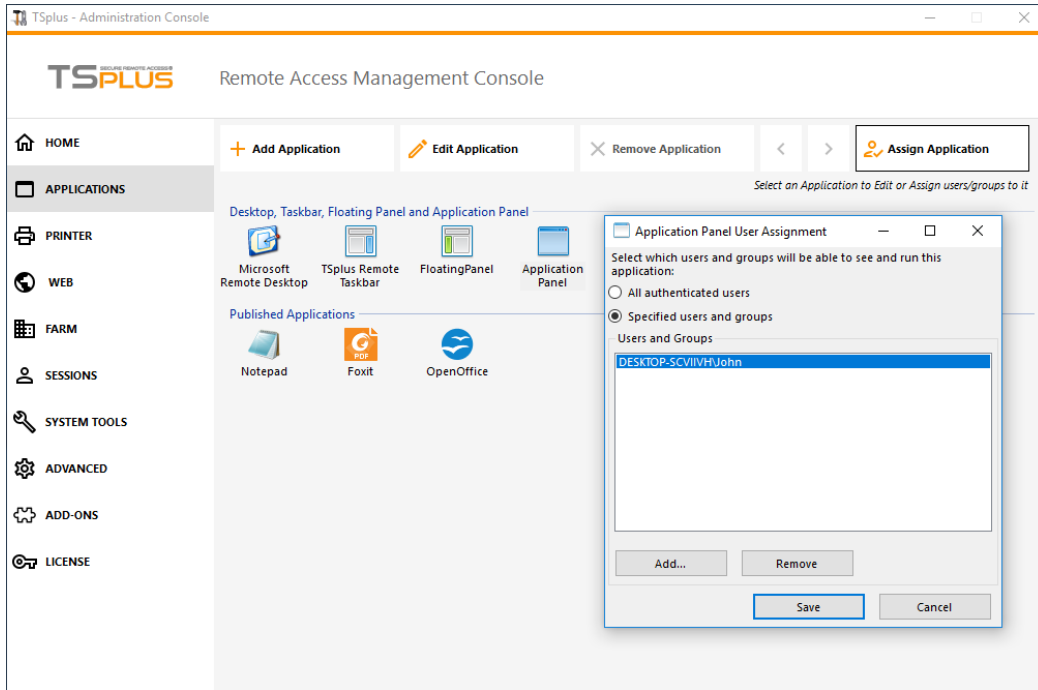 TSplus - Administration Console
SECURE REMOTE ACCESS®
TSPLUS
Remote Access Management Console
HOME
APPLICATIONS
PRINTER
WEB
FARM
SESSIONS
SYSTEM TOOLS
ADVANCED
ADD-ONS
LICENSE
Add Application
Edit Application
Remove Application
Assign Application
Select an Application to Edit or Assign users/groups to it
Desktop, Taskbar, Floating Panel and Application Panel
Microsoft
Remote Desktop
TSplus Remote
Taskbar
FloatingPanel
Application
Panel
Published Applications
Notepad
PDF
Foxit
OpenOffice
Application Panel User Assignment
Select which users and groups will be able to see and run this
application:
All authenticated users
Specified users and groups
Users and Groups
DESKTOP-SCVIIVH\John
Add...
Remove
Save
Cancel